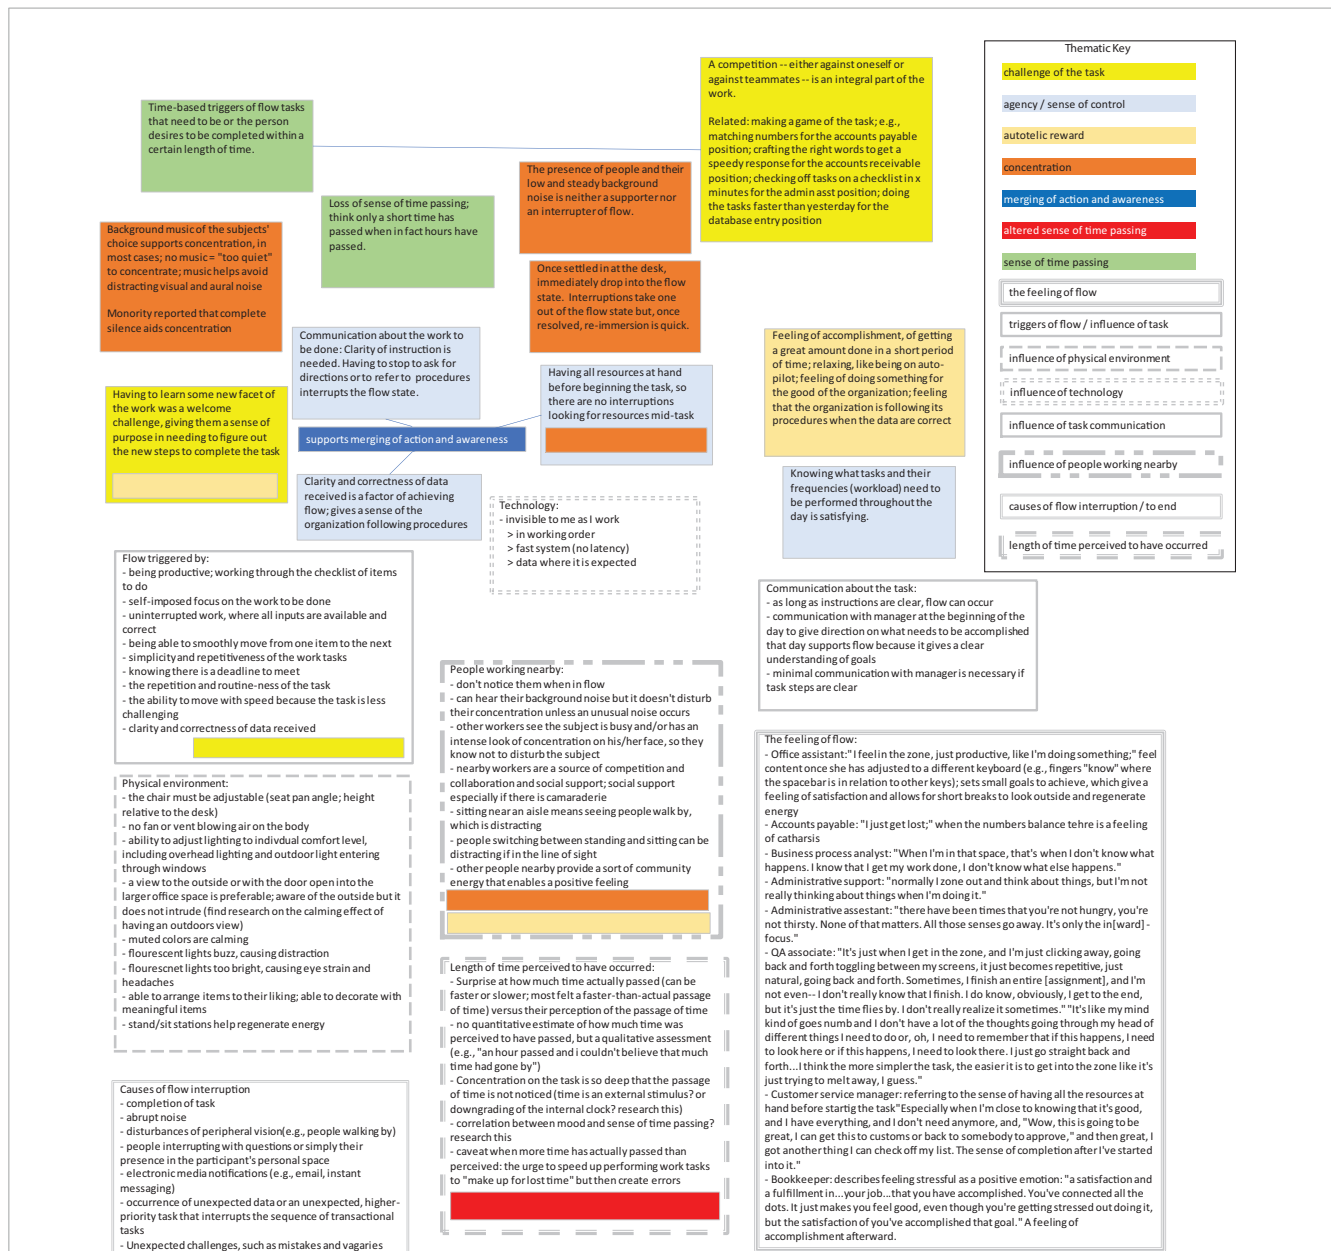 Thematic Key
challenge of the task
agency / sense of control
autotelic reward
concentration
merging of action and awareness
altered sense of time passing
sense of time passing
the feeling of flow
triggers of flow / influence of task
influence of physical environment
influence of technology
influence of task communication
influence of people working nearby
causes of flow interruption / to end
length of time perceived to have occurred
A competition -- either against oneself or
against teammates -- is an integral part of the
work.
Related: making a game of the task; e.g.,
matching numbers for the accounts payable
position; crafting the right words to get a
speedy response for the accounts receivable
position; checking off tasks on a checklist in x
minutes for the admin asst position; doing
the tasks faster than yesterday for the
database entry position
Time-based triggers of flow tasks
that need to be or the person
desires to be completed within a
certain length of time.
The presence of people and their
low and steady background
noise is neither a supporter nor
an interrupter of flow.
Loss of sense of time passing;
think only a short time has
passed when in fact hours have
passed.
Background music of the subjects'
choice supports concentration, in
most cases; no music = "too quiet"
to concentrate; music helps avoid
distracting visual and aural noise
Monority reported that complete
silence aids concentration
Once settled in at the desk,
immediately drop into the flow
state. Interruptions take one
out of the flow state but, once
resolved, re-immersion is quick.
Communication about the work to
be done: Clarity of instruction is
needed. Having to stop to ask for
directions or to refer to procedures
interrupts the flow state.
Feeling of accomplishment, of getting
a great amount done in a short period
of time; relaxing, like being on auto-
pilot; feeling of doing something for
the good of the organization; feeling
that the organization is following its
procedures when the data are correct
Having all resources at hand
before beginning the task, so
there are no interruptions
looking for resources mid-task
Having to learn some new facet of
the work was a welcome
challenge, giving them a sense of
purpose in needing to figure out
the new steps to complete the task
supports merging of action and awareness
Clarity and correctness of data
received is a factor of achieving
flow; gives a sense of the
organization following procedures
Knowing what tasks and their
frequencies (workload) need to
be performed throughout the
day is satisfying.
Technology:
- invisible to me as I work
> in working order
> fast system (no latency)
> data where it is expected
Flow triggered by:
- being productive; working through the checklist of items
to do
- self-imposed focus on the work to be done
- uninterrupted work, where all inputs are available and
correct
- being able to smoothly move from one item to the next
- simplicity and repetitiveness of the work tasks
- knowing there is a deadline to meet
- the repetition and routine-ness of the task
- the ability to move with speed because the task is less
challenging
- clarity and correctness of data received
Communication about the task:
- as long as instructions are clear, flow can occur
- communication with manager at the beginning of the
day to give direction on what needs to be accomplished
that day supports flow because it gives a clear
understanding of goals
- minimal communication with manager is necessary if
task steps are clear
People working nearby:
- don't notice them when in flow
- can hear their background noise but it doesn't disturb
their concentration unless an unusual noise occurs
- other workers see the subject is busy and/or has an
intense look of concentration on his/her face, so they
know not to disturb the subject
- nearby workers are a source of competition and
collaboration and social support; social support
especially if there is camaraderie
- sitting near an aisle means seeing people walk by,
which is distracting
- people switching between standing and sitting can be
distracting if in the line of sight
- other people nearby provide a sort of community
energy that enables a positive feeling
Physical environment:
- the chair must be adjustable (seat pan angle; height
relative to the desk)
- no fan or vent blowing air on the body
- ability to adjust lighting to indivdual comfort level,
including overhead lighting and outdoor light entering
through windows
- a view to the outside or with the door open into the
larger office space is preferable; aware of the outside but it
does not intrude (find research on the calming effect of
having an outdoors view)
- muted colors are calming
- flourescent lights buzz, causing distraction
- flourescnet lights too bright, causing eye strain and
headaches
- able to arrange items to their liking; able to decorate with
meaningful items
- stand/sit stations help regenerate energy
The feeling of flow:
- Office assistant:"I feel in the zone, just productive, like I'm doing something;" feel
content once she has adjusted to a different keyboard (e.g., fingers "know" where
the spacebar is in relation to other keys); sets small goals to achieve, which give a
feeling of satisfaction and allows for short breaks to look outside and regenerate
energy
- Accounts payable: "I just get lost;" when the numbers balance tehre is a feeling
of catharsis
- Business process analyst: "When I'm in that space, that's when I don't know what
happens. I know that I get my work done, I don't know what else happens."
- Administrative support: "normally I zone out and think about things, but I'm not
really thinking about things when I'm doing it."
- Administrative assestant: "there have been times that you're not hungry, you're
not thirsty. None of that matters. All those senses go away. It's only the in[ward] -
focus."
- QA associate: "It's just when I get in the zone, and I'm just clicking away, going
back and forth toggling between my screens, it just becomes repetitive, just
natural, going back and forth. Sometimes, I finish an entire [assignment], and I'm
not even-- I don't really know that I finish. I do know, obviously, I get to the end,
but it's just the time flies by. I don't really realize it sometimes." "It's like my mind
kind of goes numb and I don't have a lot of the thoughts going through my head of
different things I need to do or, oh, I need to remember that if this happens, I need
to look here or if this happens, I need to look there. I just go straight back and
forth...I think the more simpler the task, the easier it is to get into the zone like it's
just trying to melt away, I guess."
- Customer service manager: referring to the sense of having all the resources at
hand before startig the task"Especially when I'm close to knowing that it's good,
and I have everything, and I don't need anymore, and, "Wow, this is going to be
great, I can get this to customs or back to somebody to approve," and then great, I
got another thing I can check off my list. The sense of completion after I've started
into it."
- Bookkeeper: describes feeling stressful as a positive emotion: "a satisfaction and
a fulfillment in...your job...that you have accomplished. You've connected all the
dots. It just makes you feel good, even though you're getting stressed out doing it,
but the satisfaction of you've accomplished that goal." A feeling of
accomplishment afterward.
Length of time perceived to have occurred:
- Surprise at how much time actually passed (can be
faster or slower; most felt a faster-than-actual passage
of time) versus their perception of the passage of time
- no quantitative estimate of how much time was
perceived to have passed, but a qualitative assessment
(e.g., "an hour passed and i couldn't believe that much
time had gone by")
- Concentration on the task is so deep that the passage
of time is not noticed (time is an external stimulus? or
downgrading of the internal clock? research this)
- correlation between mood and sense of time passing?
research this
- caveat when more time has actually passed than
perceived: the urge to speed up performing work tasks
to "make up for lost time" but then create errors
Causes of flow interruption
- completion of task
- abrupt noise
- disturbances of peripheral vision(e.g., people walking by)
- people interrupting with questions or simply their
presence in the participant's personal space
- electronic media notifications (e.g., email, instant
messaging)
- occurrence of unexpected data or an unexpected, higher-
priority task that interrupts the sequence of transactional
tasks
- Unexpected challenges, such as mistakes and vagaries